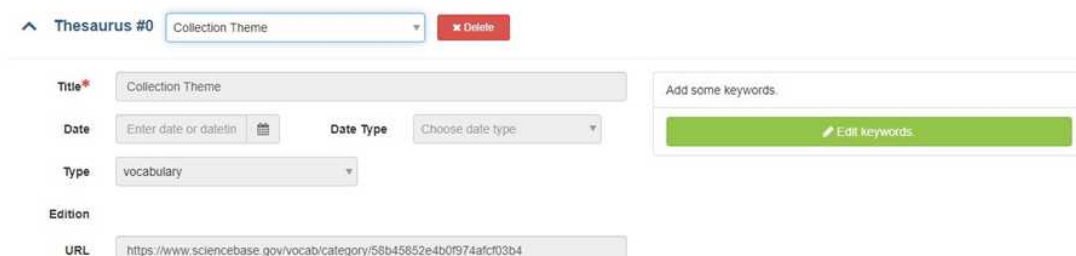 Thesaurus #0 Collection Theme Delete
Title* Collection Theme
Add some keywords.
Date Enter date or datetin Date Type Choose date type
Edit keywords.
Type vocabulary
Edition
URL https://www.sciencebase.gov/vocab/category/58b45852e4b0f974afcf03b4